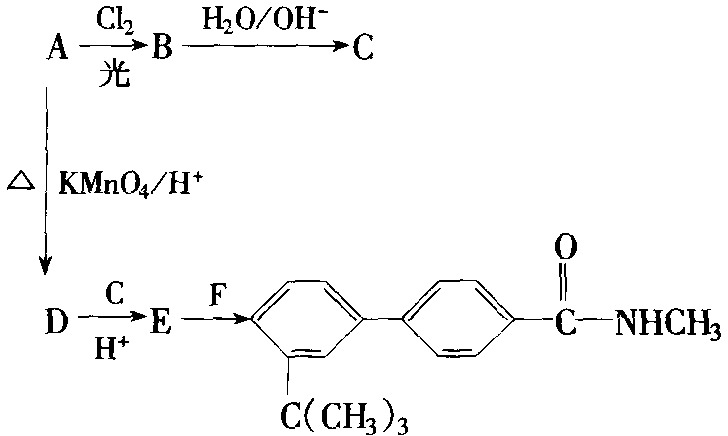 Cl₂ H₂O/OH⁻
A B C
光
△ KMnO₄/H⁺
O
C F
D E C NHCH₃
H⁺
C(CH₃)₃